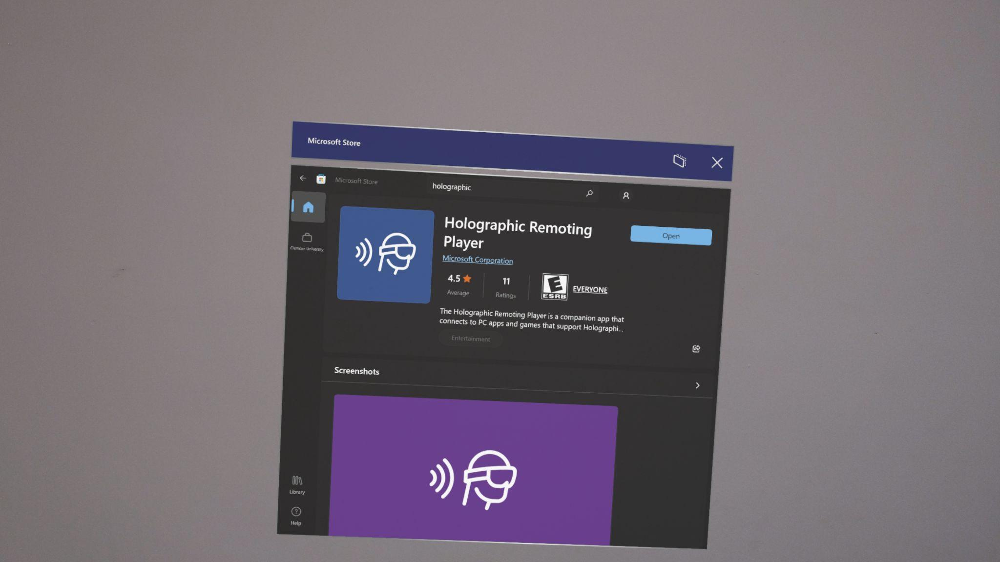 Microsoft Store
Microsoft Store
holographic
Clemson University
Holographic Remoting
Player
Open
Microsoft Corporation
4.5
Average
11
Ratings
E
ESRB
EVERYONE
The Holographic Remoting Player is a companion app that
connects to PC apps and games that support Holographi...
Entertainment
Screenshots
Library
Help